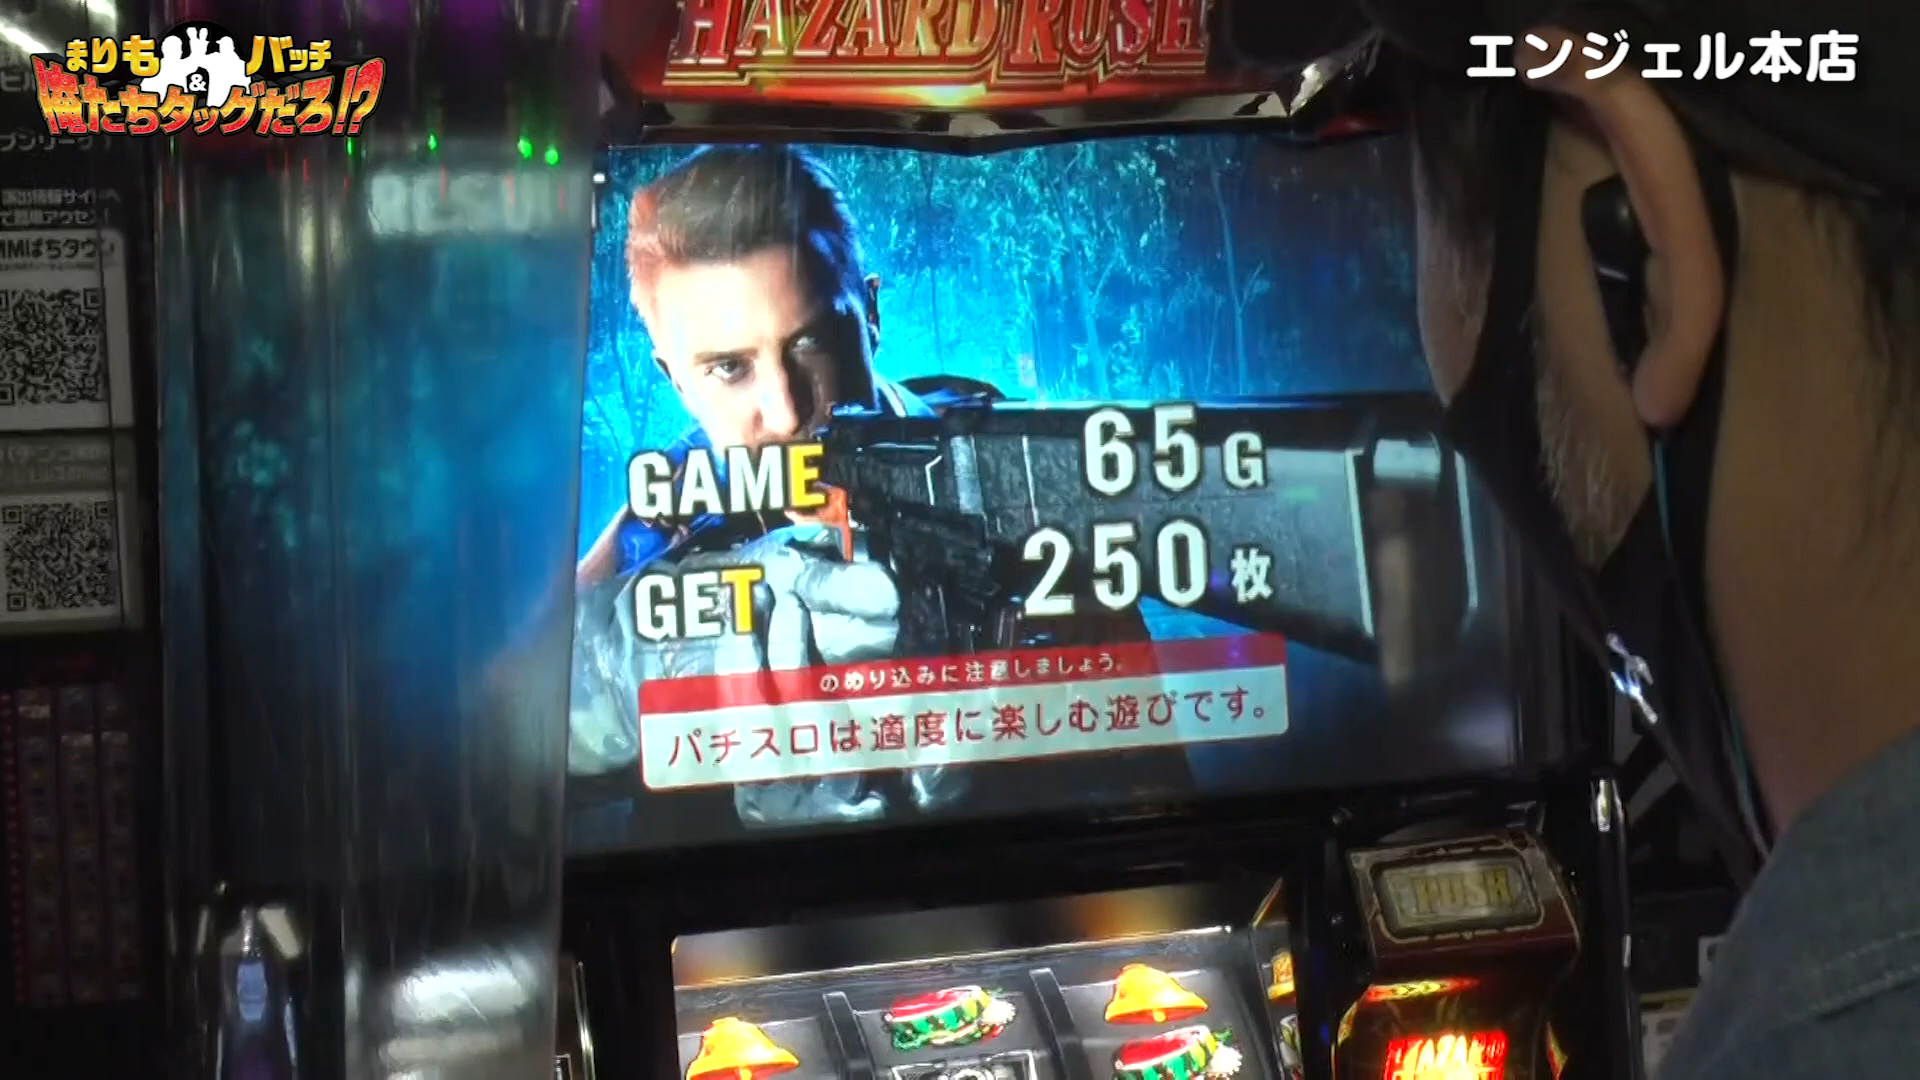 まりも&バッチ
俺たちタッグだろ!?
エンジェル本店
HAZARD RUSH
GAME 65G
GET 250枚
のめり込みに注意しましょう。
パチスロは適度に楽しむ遊びです。
PUSH